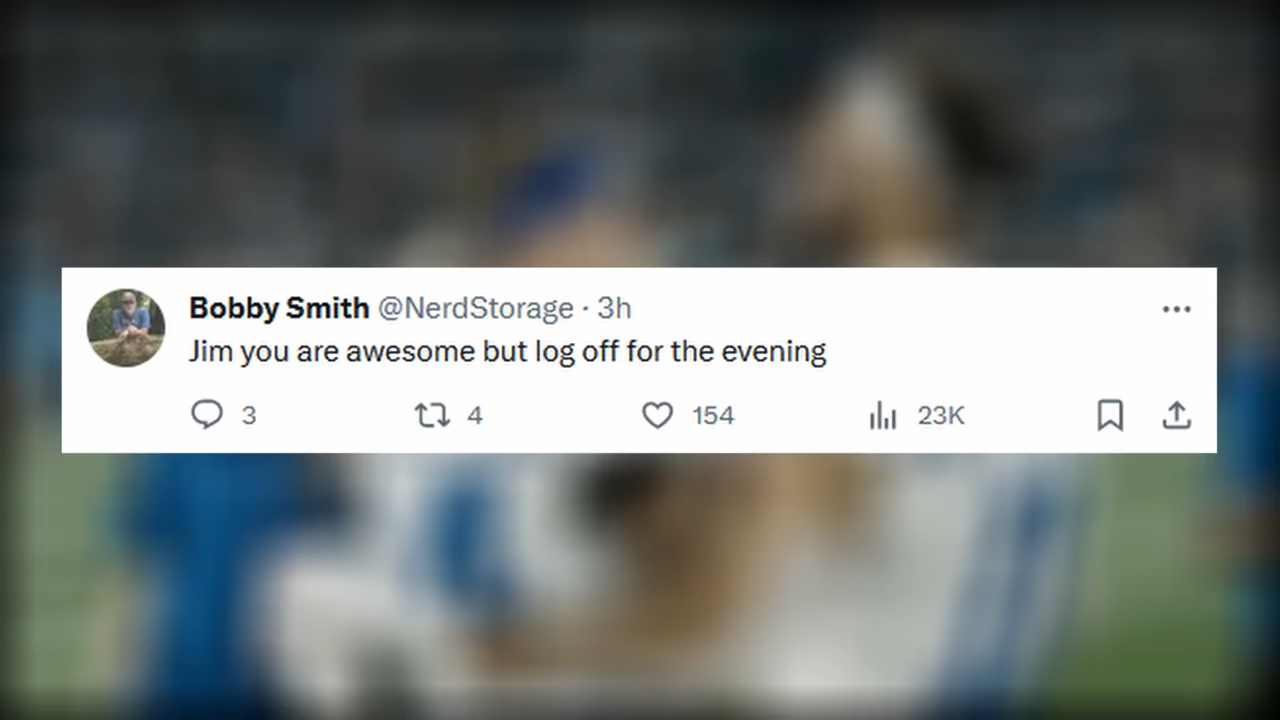 Bobby Smith @NerdStorage · 3h
Jim you are awesome but log off for the evening
3 4 154 23K